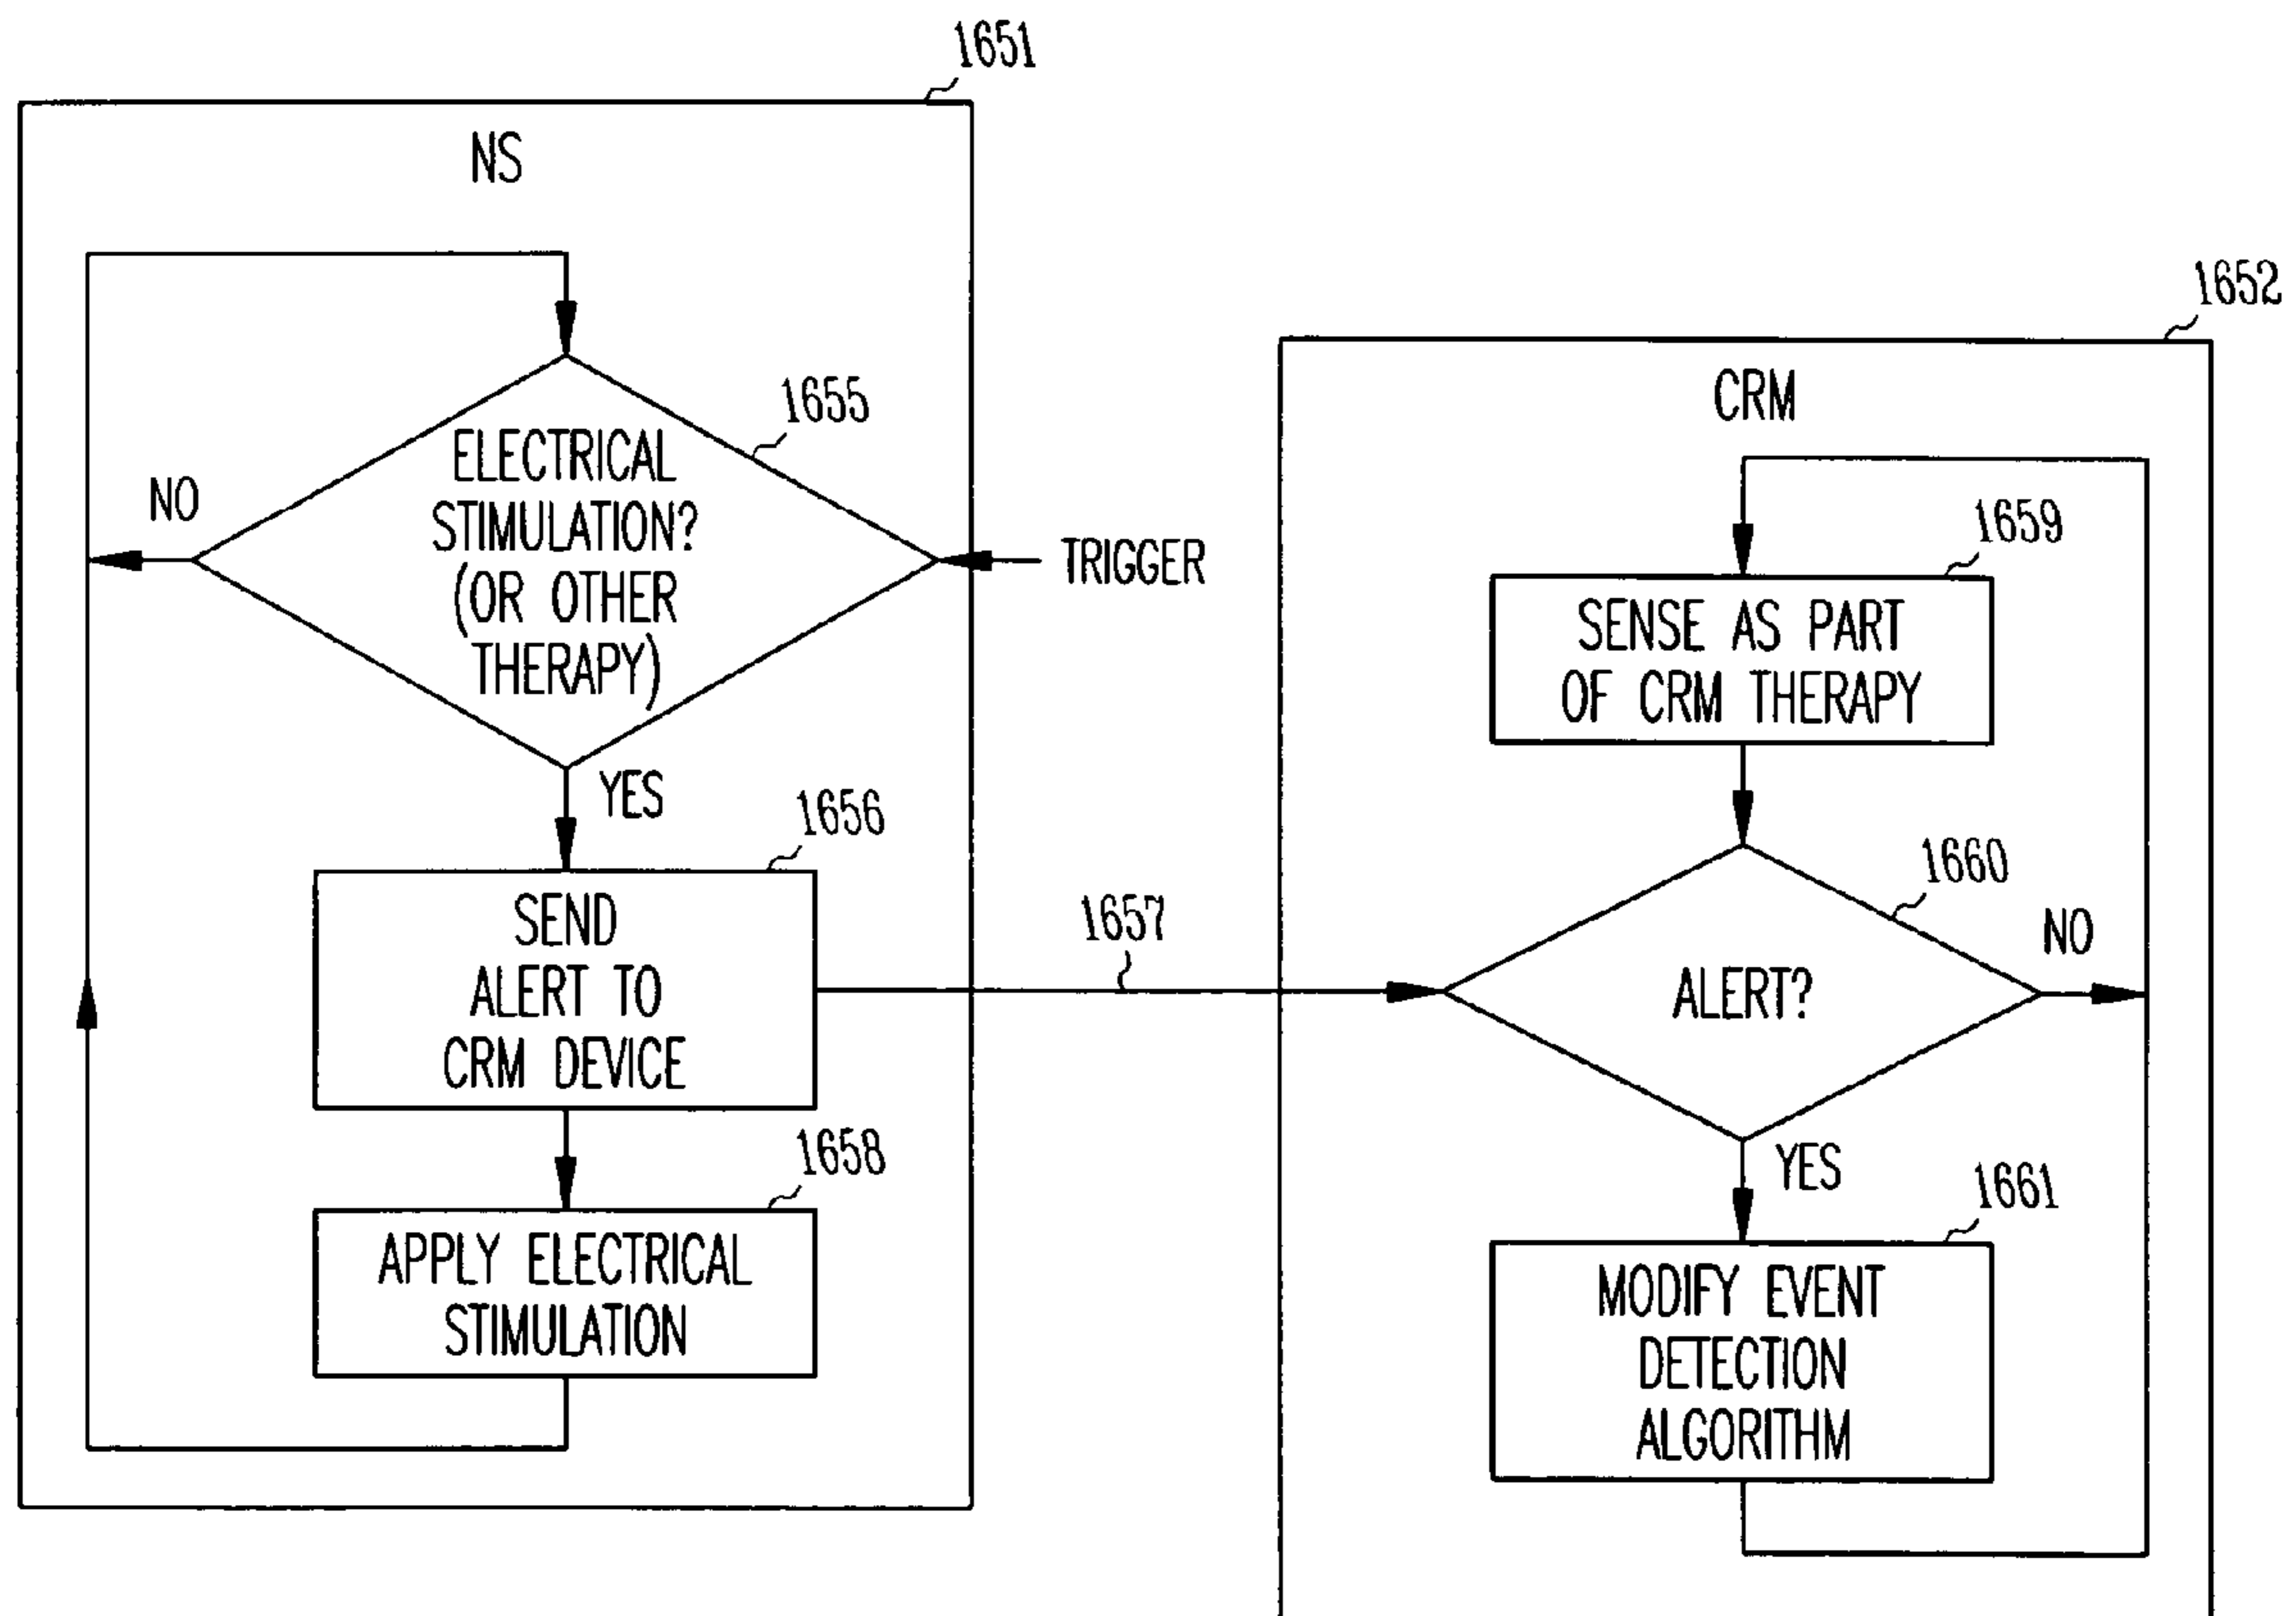 1651
NS
1655
ELECTRICAL
STIMULATION?
(OR OTHER
THERAPY)
NO
TRIGGER
YES
1656
SEND
ALERT TO
CRM DEVICE
1657
1658
APPLY ELECTRICAL
STIMULATION
1652
CRM
1659
SENSE AS PART
OF CRM THERAPY
1660
ALERT?
NO
YES
1661
MODIFY EVENT
DETECTION
ALGORITHM